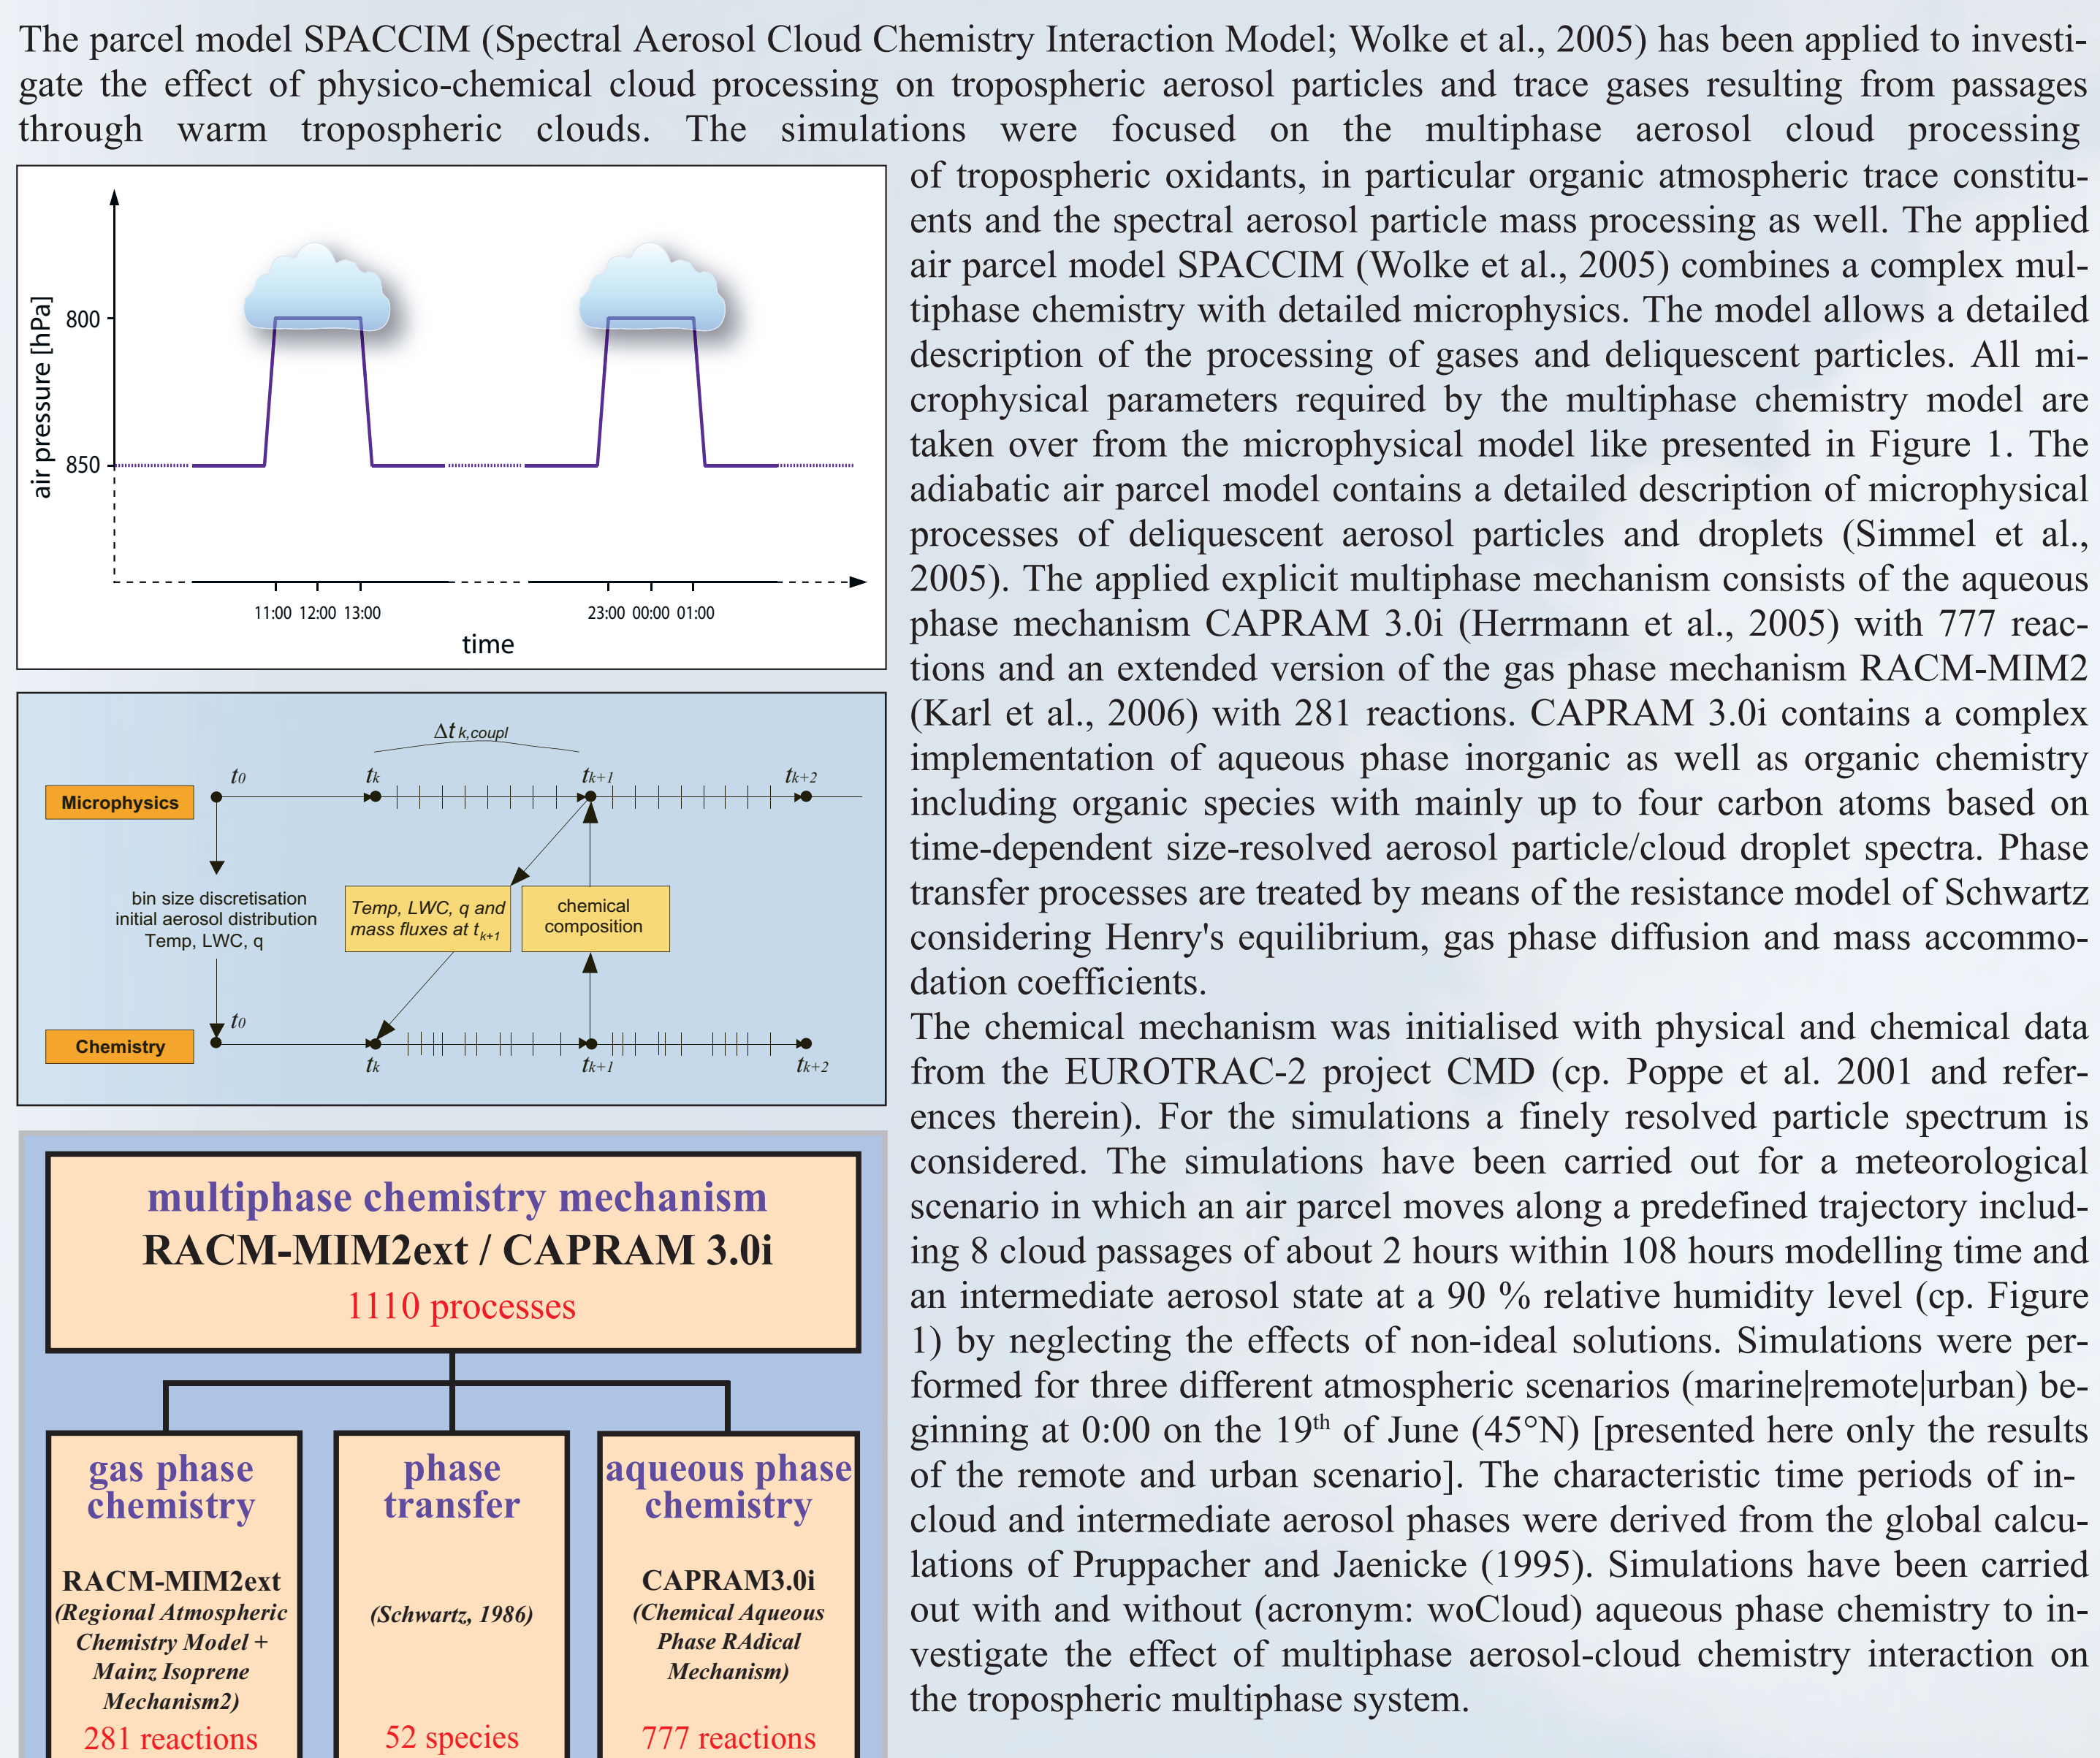 The parcel model SPACCIM (Spectral Aerosol Cloud Chemistry Interaction Model; Wolke et al., 2005) has been applied to investi-
gate the effect of physico-chemical cloud processing on tropospheric aerosol particles and trace gases resulting from passages
through warm tropospheric clouds. The simulations were focused on the multiphase aerosol cloud processing
of tropospheric oxidants, in particular organic atmospheric trace constitu-
ents and the spectral aerosol particle mass processing as well. The applied
air parcel model SPACCIM (Wolke et al., 2005) combines a complex mul-
tiphase chemistry with detailed microphysics. The model allows a detailed
description of the processing of gases and deliquescent particles. All mi-
crophysical parameters required by the multiphase chemistry model are
taken over from the microphysical model like presented in Figure 1. The
adiabatic air parcel model contains a detailed description of microphysical
processes of deliquescent aerosol particles and droplets (Simmel et al.,
2005). The applied explicit multiphase mechanism consists of the aqueous
phase mechanism CAPRAM 3.0i (Herrmann et al., 2005) with 777 reac-
tions and an extended version of the gas phase mechanism RACM-MIM2
(Karl et al., 2006) with 281 reactions. CAPRAM 3.0i contains a complex
implementation of aqueous phase inorganic as well as organic chemistry
including organic species with mainly up to four carbon atoms based on
time-dependent size-resolved aerosol particle/cloud droplet spectra. Phase
transfer processes are treated by means of the resistance model of Schwartz
considering Henry's equilibrium, gas phase diffusion and mass accommo-
dation coefficients.
The chemical mechanism was initialised with physical and chemical data
from the EUROTRAC-2 project CMD (cp. Poppe et al. 2001 and refer-
ences therein). For the simulations a finely resolved particle spectrum is
considered. The simulations have been carried out for a meteorological
scenario in which an air parcel moves along a predefined trajectory includ-
ing 8 cloud passages of about 2 hours within 108 hours modelling time and
an intermediate aerosol state at a 90 % relative humidity level (cp. Figure
1) by neglecting the effects of non-ideal solutions. Simulations were per-
formed for three different atmospheric scenarios (marine|remote|urban) be-
ginning at 0:00 on the 19th of June (45°N) [presented here only the results
of the remote and urban scenario]. The characteristic time periods of in-
cloud and intermediate aerosol phases were derived from the global calcu-
lations of Pruppacher and Jaenicke (1995). Simulations have been carried
out with and without (acronym: woCloud) aqueous phase chemistry to in-
vestigate the effect of multiphase aerosol-cloud chemistry interaction on
the tropospheric multiphase system.
air pressure [hPa]
800
850
11:00 12:00 13:00
23:00 00:00 01:00
time
Δt k,coupl
t0 tk tk+1 tk+2
Microphysics
bin size discretisation
initial aerosol distribution
Temp, LWC, q
Temp, LWC, q and
mass fluxes at tk+1
chemical
composition
t0
Chemistry
tk tk+1 tk+2
multiphase chemistry mechanism
RACM-MIM2ext / CAPRAM 3.0i
1110 processes
gas phase
chemistry
RACM-MIM2ext
(Regional Atmospheric
Chemistry Model +
Mainz Isoprene
Mechanism2)
281 reactions
phase
transfer
(Schwartz, 1986)
52 species
aqueous phase
chemistry
CAPRAM3.0i
(Chemical Aqueous
Phase RAdical
Mechanism)
777 reactions